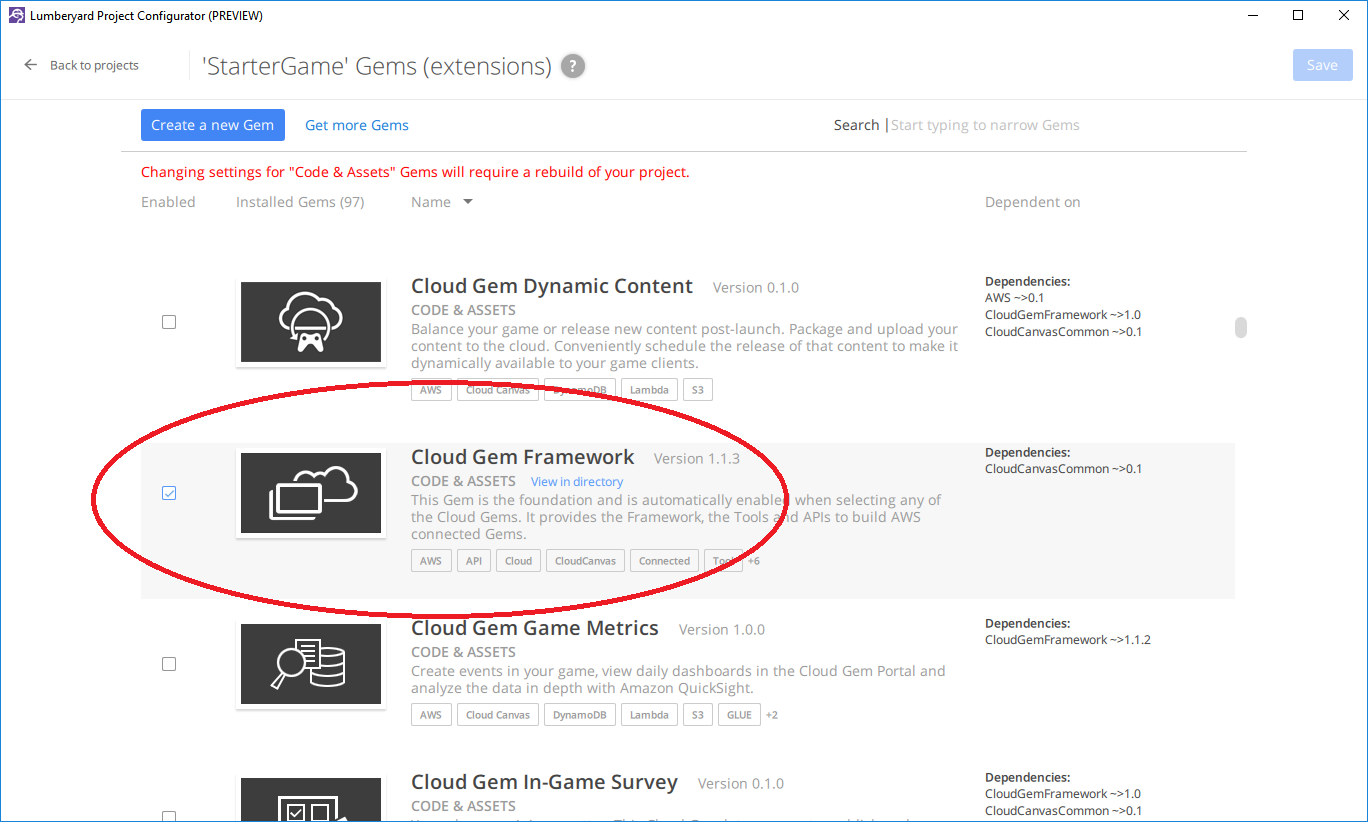 Lumberyard Project Configurator (PREVIEW)
Back to projects
'StarterGame' Gems (extensions) ?
Save
Create a new Gem Get more Gems Search Start typing to narrow Gems
Changing settings for "Code & Assets" Gems will require a rebuild of your project.
Enabled Installed Gems (97) Name Dependent on
Cloud Gem Dynamic Content Version 0.1.0
CODE & ASSETS
Balance your game or release new content post-launch. Package and upload your
content to the cloud. Conveniently schedule the release of that content to make it
dynamically available to your game clients.
AWS Cloud Canvas DynamoDB Lambda S3
Dependencies:
AWS ~>0.1
CloudGemFramework ~>1.0
CloudCanvasCommon ~>0.1
Cloud Gem Framework Version 1.1.3
CODE & ASSETS View in directory
This Gem is the foundation and is automatically enabled when selecting any of
the Cloud Gems. It provides the Framework, the Tools and APIs to build AWS
connected Gems.
AWS API Cloud CloudCanvas Connected Tools +6
Dependencies:
CloudCanvasCommon ~>0.1
Cloud Gem Game Metrics Version 1.0.0
CODE & ASSETS
Create events in your game, view daily dashboards in the Cloud Gem Portal and
analyze the data in depth with Amazon QuickSight.
AWS Cloud Canvas DynamoDB Lambda S3 GLUE +2
Dependencies:
CloudGemFramework ~>1.1.2
Cloud Gem In-Game Survey Version 0.1.0
CODE & ASSETS
Dependencies:
CloudGemFramework ~>1.0
CloudCanvasCommon ~>0.1